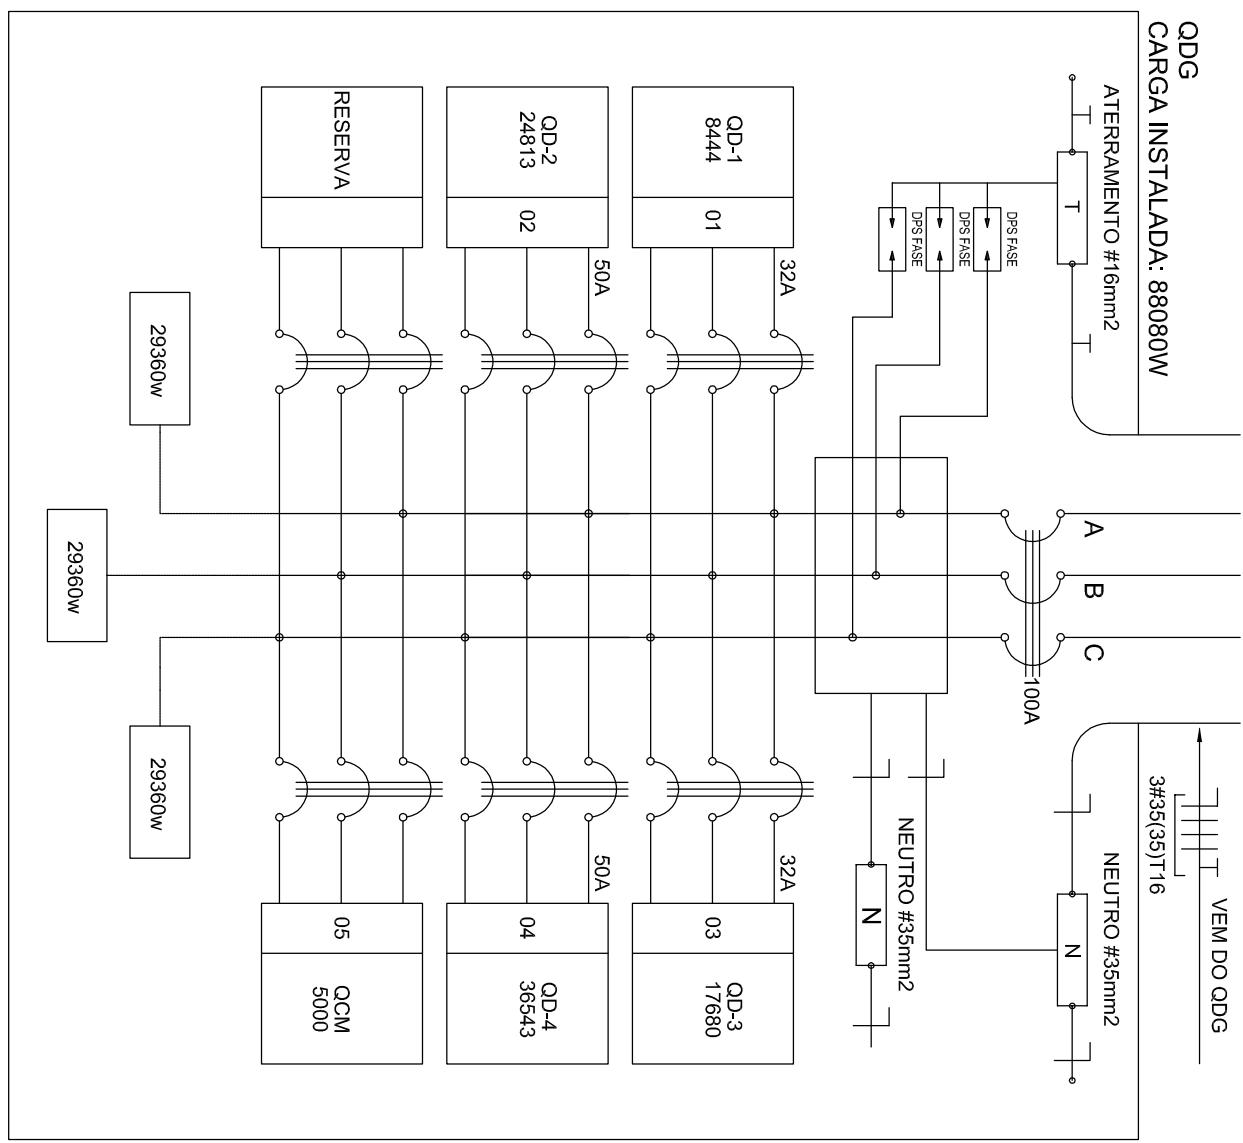 QDG
CARGA INSTALADA: 88080W
VEM DO QDG
3#35(35)T16
ATERRAMENTO #16mm2
T
NEUTRO #35mm2
N
A
B
C
100A
DPS FASE
DPS FASE
DPS FASE
NEUTRO #35mm2
N
QD-1
8444
01
32A
32A
03
QD-3
17680
QD-2
24813
02
50A
50A
04
QD-4
36543
RESERVA
05
QCM
5000
29360w
29360w
29360w